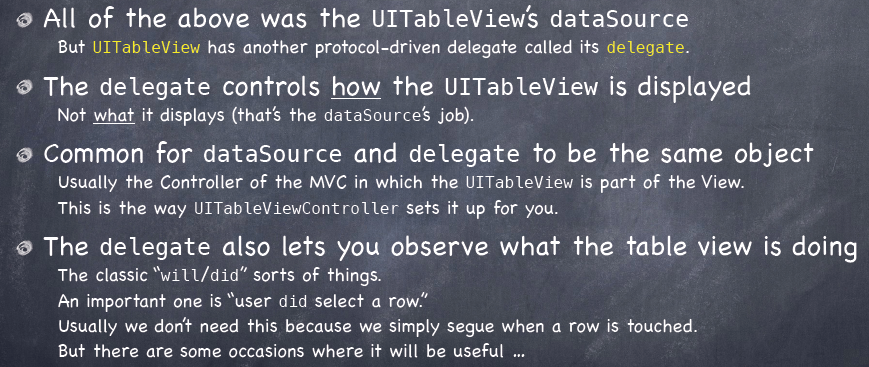 All of the above was the UITableView's dataSource
But UITableView has another protocol-driven delegate called its delegate.
The delegate controls how the UITableView is displayed
Not what it displays (that's the dataSource's job).
Common for dataSource and delegate to be the same object
Usually the Controller of the MVC in which the UITableView is part of the View.
This is the way UITableViewController sets it up for you.
The delegate also lets you observe what the table view is doing
The classic “will/did” sorts of things.
An important one is “user did select a row.”
Usually we don't need this because we simply segue when a row is touched.
But there are some occasions where it will be useful ...